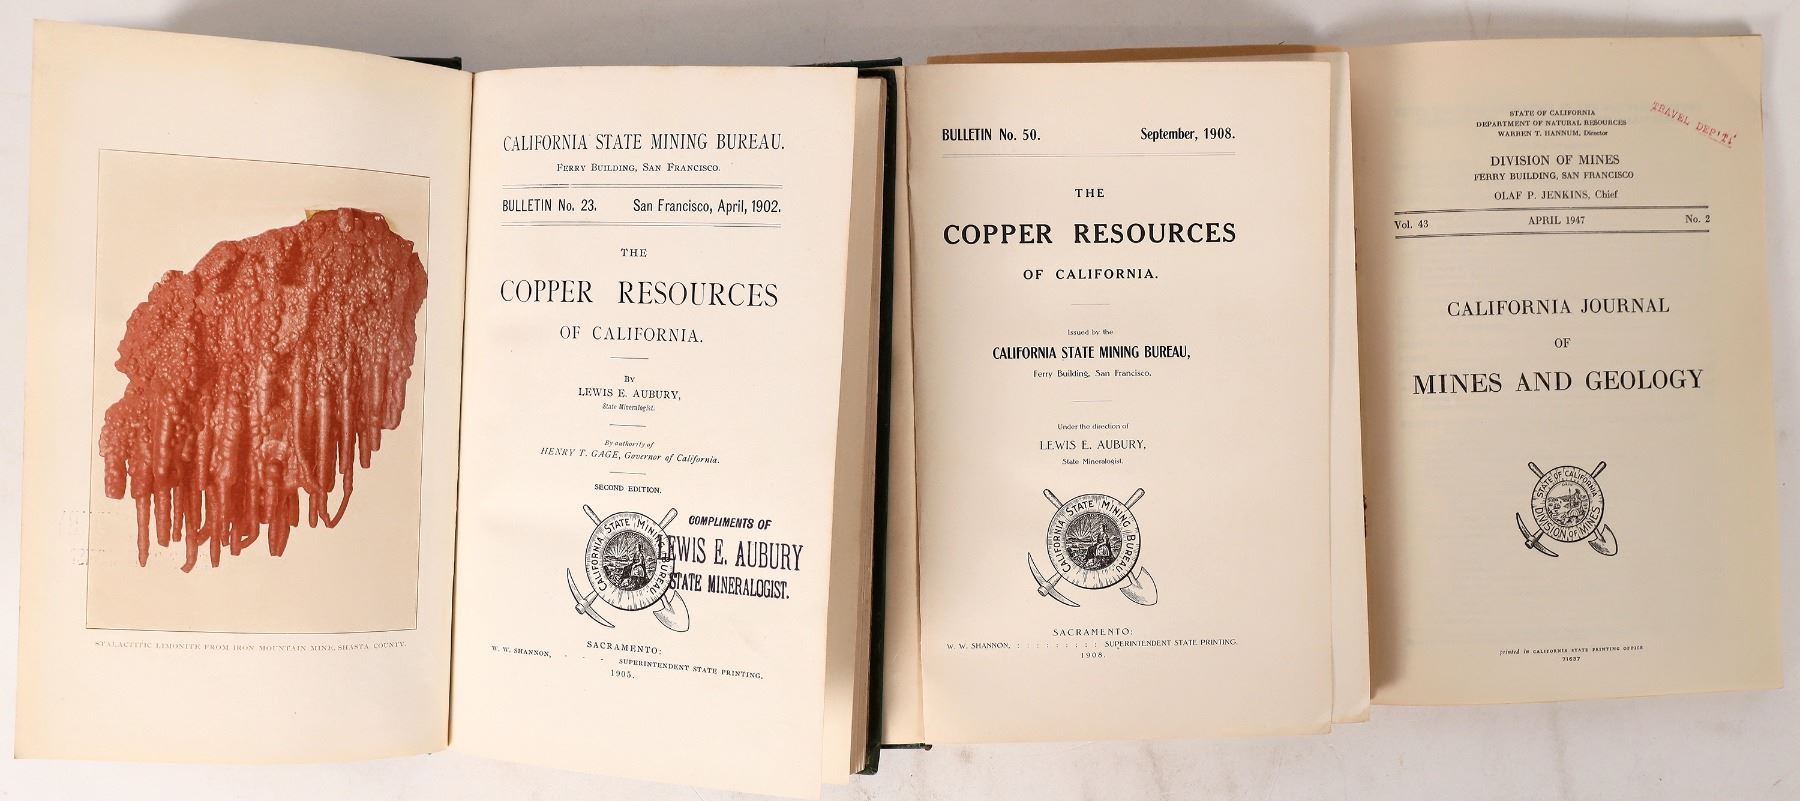 STALACTITIC LIMONITE FROM IRON MOUNTAIN MINE, SHASTA COUNTY.
CALIFORNIA STATE MINING BUREAU.
FERRY BUILDING, SAN FRANCISCO.
BULLETIN No. 23. San Francisco, April, 1902.
THE
COPPER RESOURCES
OF CALIFORNIA.
By
LEWIS E. AUBURY,
State Mineralogist.
By authority of
HENRY T. GAGE, Governor of California.
SECOND EDITION.
CALIFORNIA STATE MINING BUREAU.
COMPLIMENTS OF
LEWIS E. AUBURY
STATE MINERALOGIST.
SACRAMENTO:
W. W. SHANNON, - - - SUPERINTENDENT STATE PRINTING.
1905.
BULLETIN No. 50. September, 1908.
THE
COPPER RESOURCES
OF CALIFORNIA.
Issued by the
CALIFORNIA STATE MINING BUREAU,
Ferry Building, San Francisco.
Under the direction of
LEWIS E. AUBURY,
State Mineralogist.
CALIFORNIA STATE MINING BUREAU.
SACRAMENTO:
W. W. SHANNON, : : : : : : : : : SUPERINTENDENT STATE PRINTING.
1908.
STATE OF CALIFORNIA
DEPARTMENT OF NATURAL RESOURCES
WARREN T. HANNUM, Director
TRAVEL DEP'T
DIVISION OF MINES
FERRY BUILDING, SAN FRANCISCO
OLAF P. JENKINS, Chief
Vol. 43 APRIL 1947 No. 2
CALIFORNIA JOURNAL
OF
MINES AND GEOLOGY
STATE OF CALIFORNIA
DIVISION OF MINES
printed in CALIFORNIA STATE PRINTING OFFICE
71637